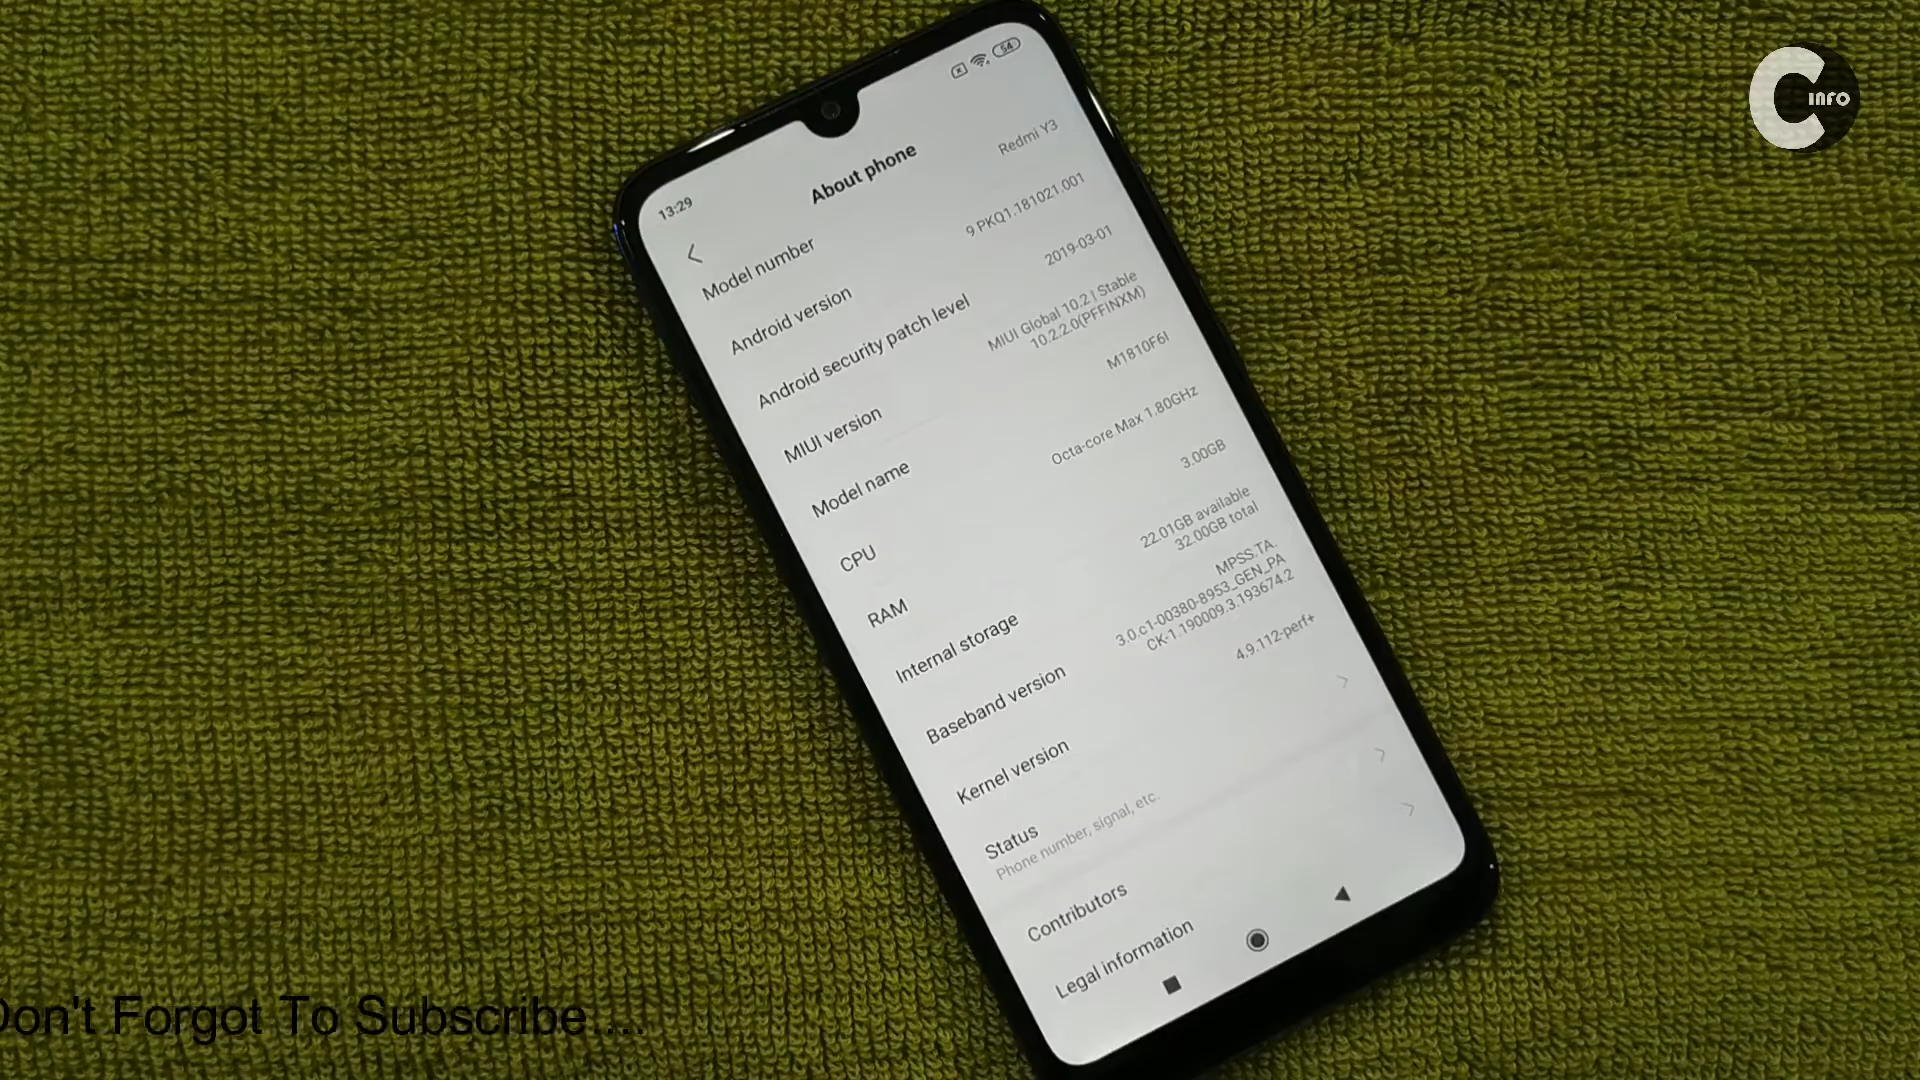 C INFO
13:29
54
About phone
Model number
Redmi Y3
Android version
9 PKQ1.181021.001
Android security patch level
2019-03-01
MIUI version
MIUI Global 10.2 | Stable
10.2.2.0(PFFINXM)
Model name
M1810F6I
CPU
Octa-core Max 1.80GHz
RAM
3.00GB
Internal storage
22.01GB available
32.00GB total
Baseband version
MPSS.TA.
3.0.c1-00380-8953_GEN_PA
CK-1.190009.3.193674.2
Kernel version
4.9.112-perf+
Status
Phone number, signal, etc.
Contributors
Legal information
Don't Forgot To Subscribe....